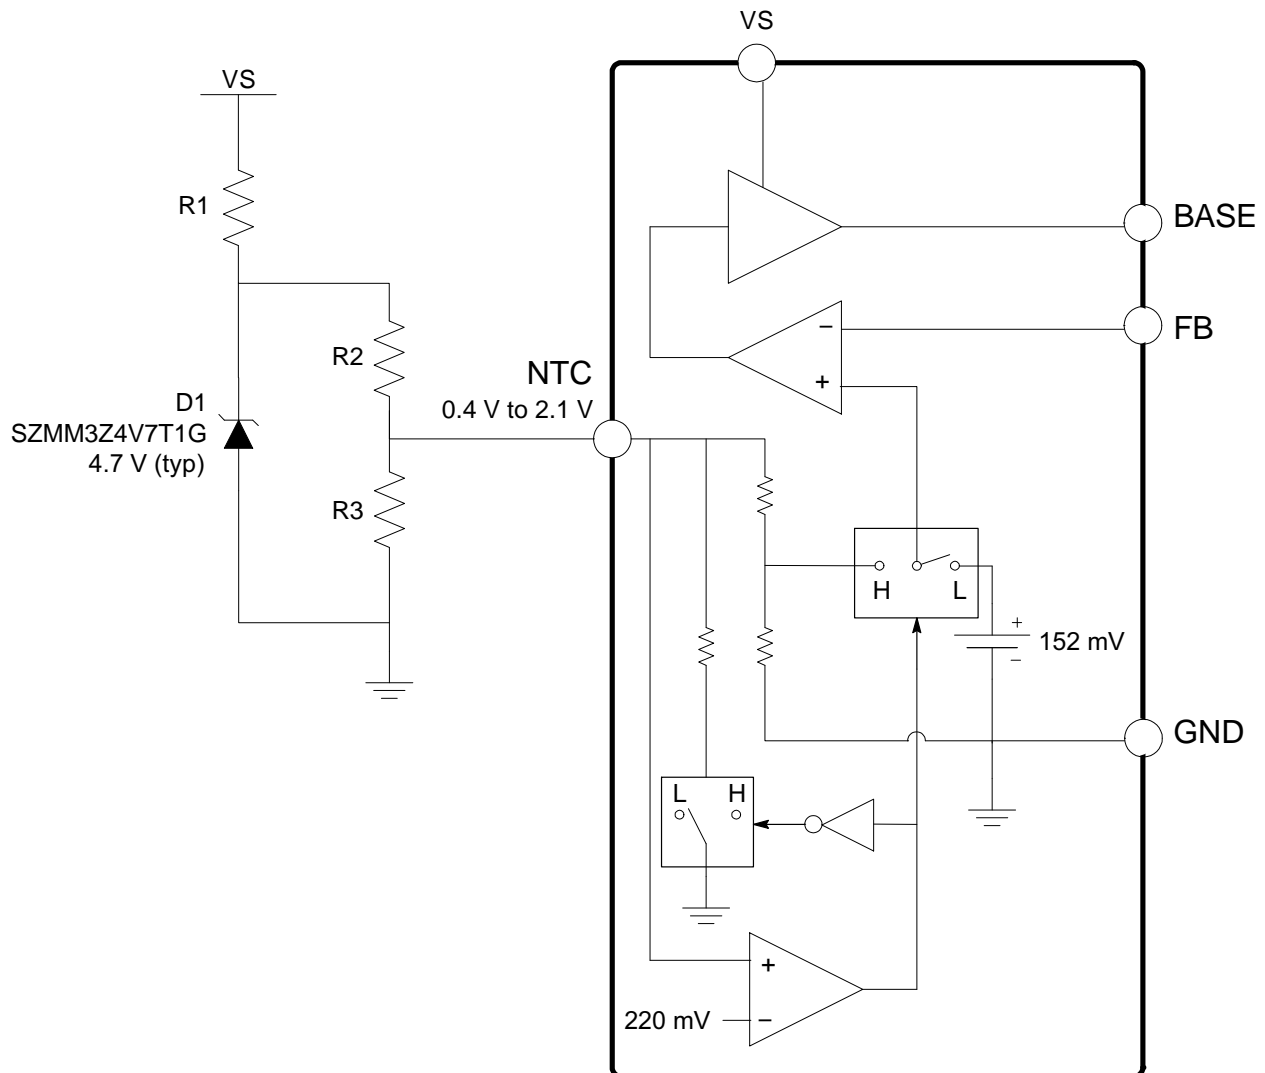 VS
VS
R1
BASE
FB
R2
NTC
0.4 V to 2.1 V
D1
SZMM3Z4V7T1G
4.7 V (typ)
R3
−
+
H
L
+
−
152 mV
GND
L
H
+
−
220 mV